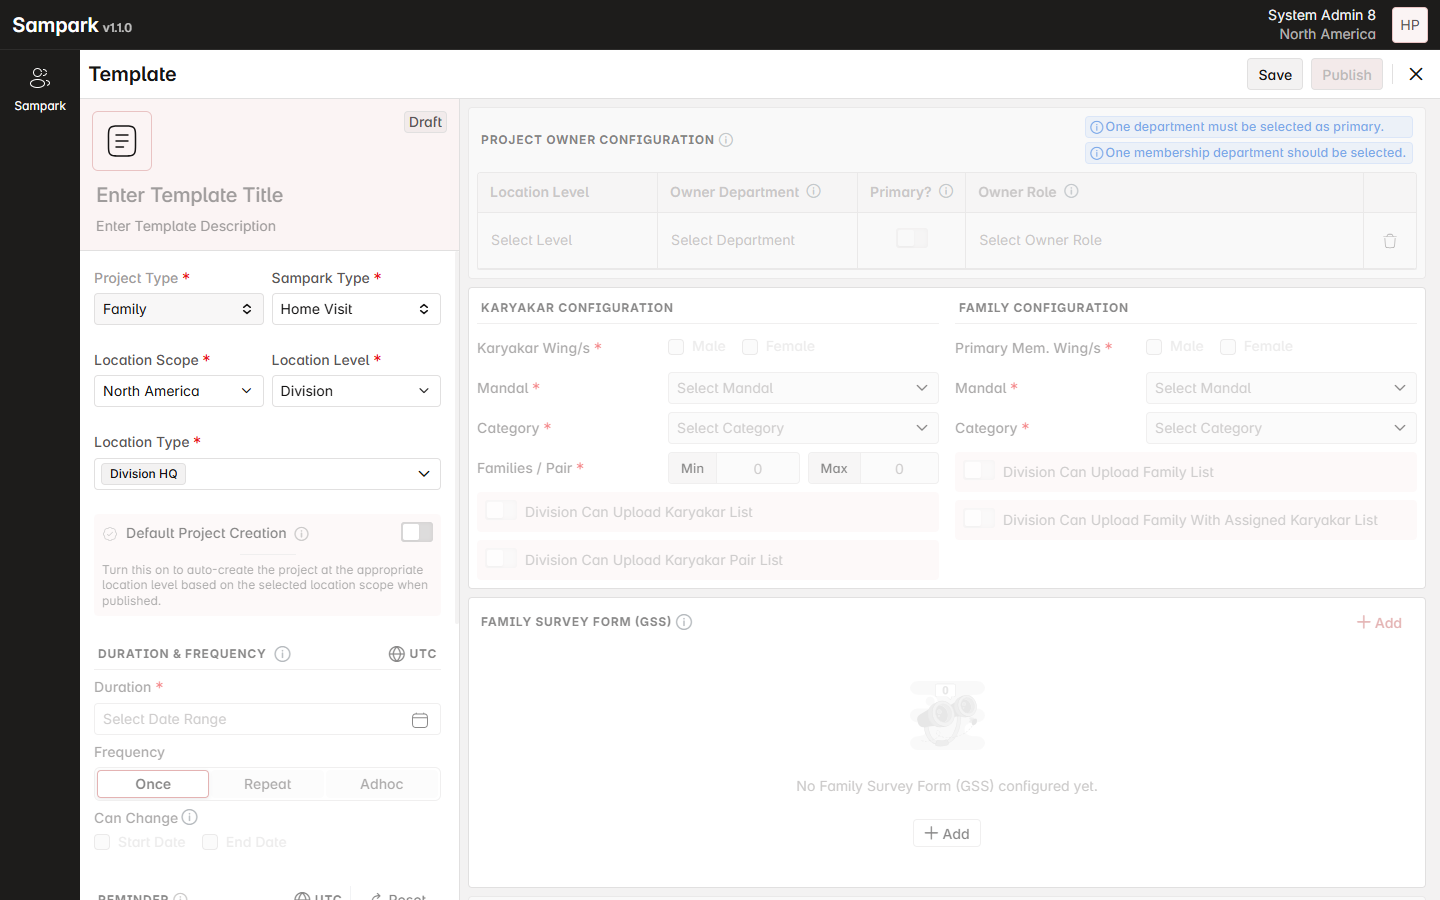 Sampark v1.1.0
System Admin 8
North America
HP
Sampark
Template
Save
Publish
Draft
Enter Template Title
Enter Template Description
Project Type *
Sampark Type *
Family
Home Visit
Location Scope *
Location Level *
North America
Division
Location Type *
Division HQ
Default Project Creation
Turn this on to auto-create the project at the appropriate
location level based on the selected location scope when
published.
DURATION & FREQUENCY
UTC
Duration *
Select Date Range
Frequency
Once
Repeat
Adhoc
Can Change
Start Date
End Date
REMINDER
UTC
Reset
PROJECT OWNER CONFIGURATION
One department must be selected as primary.
One membership department should be selected.
Location Level
Owner Department
Primary?
Owner Role
Select Level
Select Department
Select Owner Role
KARYAKAR CONFIGURATION
Karyakar Wing/s *
Male
Female
Mandal *
Select Mandal
Category *
Select Category
Families / Pair *
Min
0
Max
0
Division Can Upload Karyakar List
Division Can Upload Karyakar Pair List
FAMILY CONFIGURATION
Primary Mem. Wing/s *
Male
Female
Mandal *
Select Mandal
Category *
Select Category
Division Can Upload Family List
Division Can Upload Family With Assigned Karyakar List
FAMILY SURVEY FORM (GSS)
Add
0
No Family Survey Form (GSS) configured yet.
Add